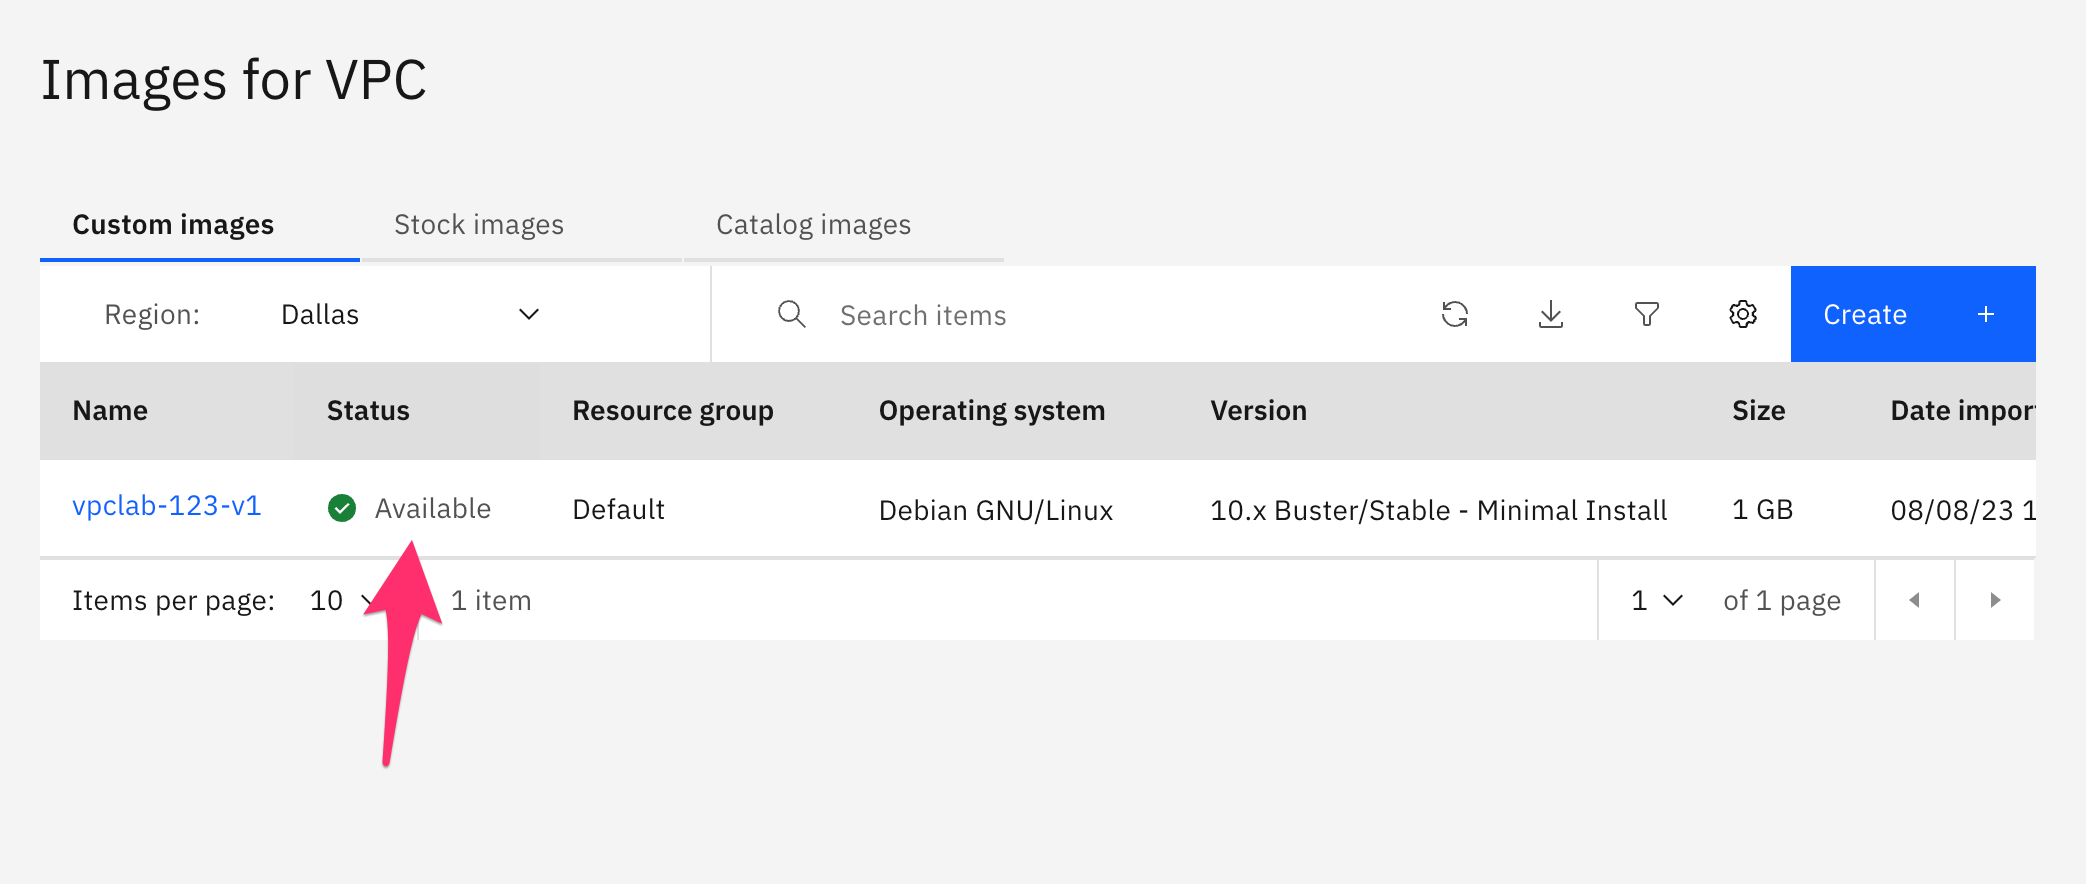 Images for VPC
Custom images Stock images Catalog images
Region: Dallas Search items Create +
Name Status Resource group Operating system Version Size Date impor
vpclab-123-v1 Available Default Debian GNU/Linux 10.x Buster/Stable - Minimal Install 1 GB 08/08/23 1
Items per page: 10 1 item 1 of 1 page